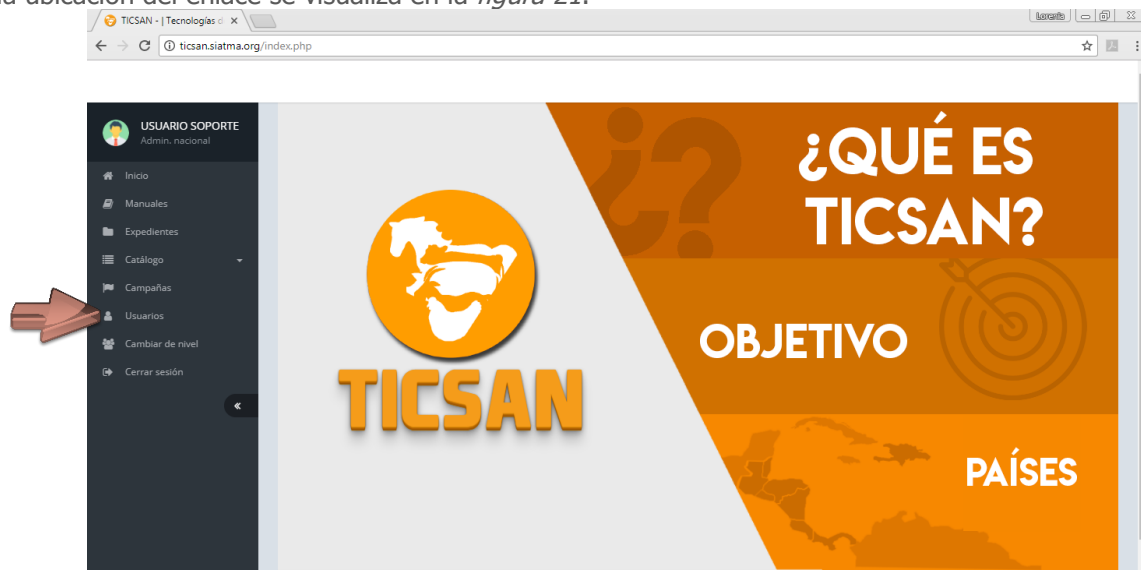 la ubicación del enlace se visualiza en la figura 21.
TICSAN - | Tecnologías d
Lorenia
ticsan.siatma.org/index.php
USUARIO SOPORTE
Admin. nacional
Inicio
Manuales
Expedientes
Catálogo
Campañas
Usuarios
Cambiar de nivel
Cerrar sesión
TICSAN
¿?
¿QUÉ ES
TICSAN?
OBJETIVO
PAÍSES